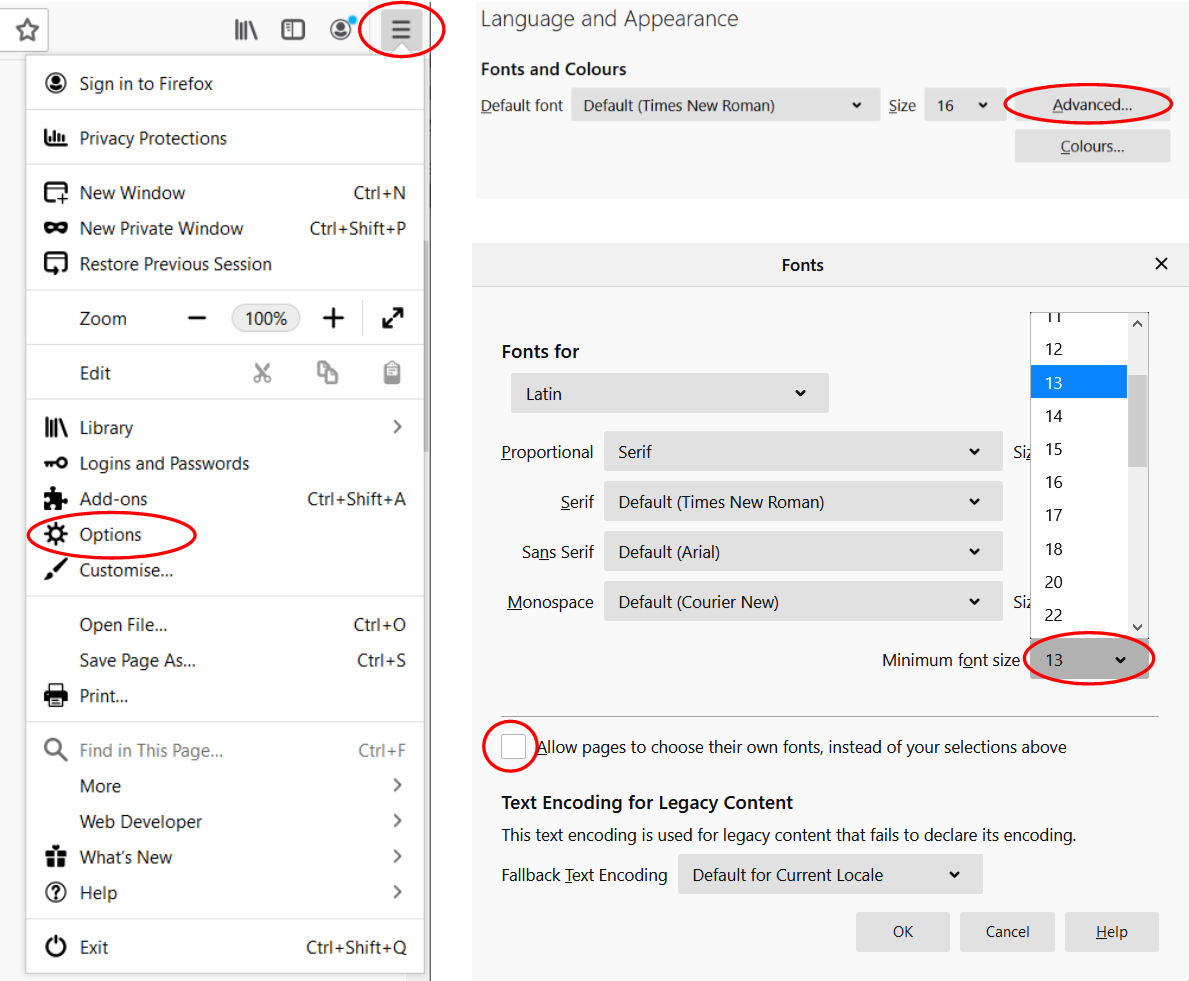 Sign in to Firefox
Privacy Protections
New Window Ctrl+N
New Private Window Ctrl+Shift+P
Restore Previous Session
Zoom 100%
Edit
Library
Logins and Passwords
Add-ons Ctrl+Shift+A
Options
Customise...
Open File... Ctrl+O
Save Page As... Ctrl+S
Print...
Find in This Page... Ctrl+F
More
Web Developer
What's New
Help
Exit Ctrl+Shift+Q
Language and Appearance
Fonts and Colours
Default font Default (Times New Roman) Size 16 Advanced...
Colours...
Fonts
Fonts for
Latin
Proportional Serif
Serif Default (Times New Roman)
Sans Serif Default (Arial)
Monospace Default (Courier New)
11
12
13
14
15
16
17
18
20
22
Minimum font size 13
Allow pages to choose their own fonts, instead of your selections above
Text Encoding for Legacy Content
This text encoding is used for legacy content that fails to declare its encoding.
Fallback Text Encoding Default for Current Locale
OK Cancel Help